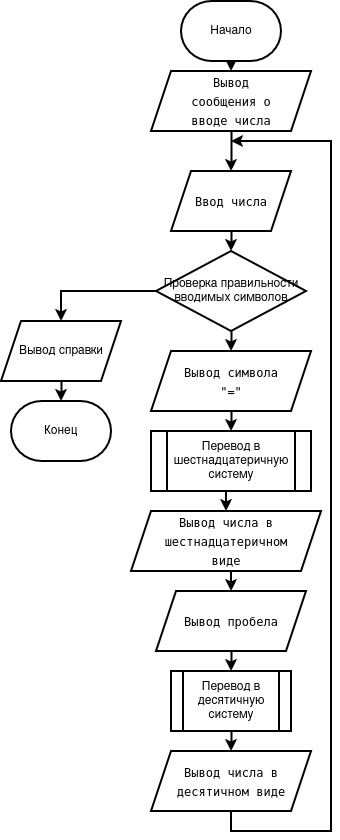 Начало
Вывод
сообщения о
вводе числа
Ввод числа
Проверка правильности
вводимых символов
Вывод справки
Вывод символа
"="
Конец
Перевод в
шестнадцатеричную
систему
Вывод числа в
шестнадцатеричном
виде
Вывод пробела
Перевод в
десятичную
систему
Вывод числа в
десятичном виде